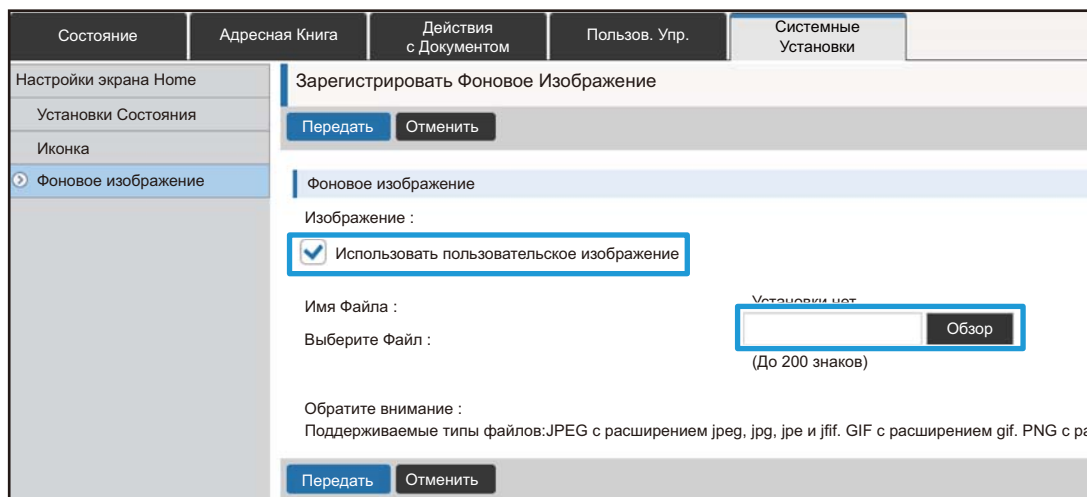 Состояние
Адресная Книга
Действия
с Документом
Пользов. Упр.
Системные
Установки
Настройки экрана Home
Установки Состояния
Иконка
Фоновое изображение
Зарегистрировать Фоновое Изображение
Передать Отменить
Фоновое изображение
Изображение :
Использовать пользовательское изображение
Имя Файла : Установки нет
Выберите Файл : Обзор
(До 200 знаков)
Обратите внимание :
Поддерживаемые типы файлов:JPEG с расширением jpeg, jpg, jpe и jfif. GIF с расширением gif. PNG с
Передать Отменить